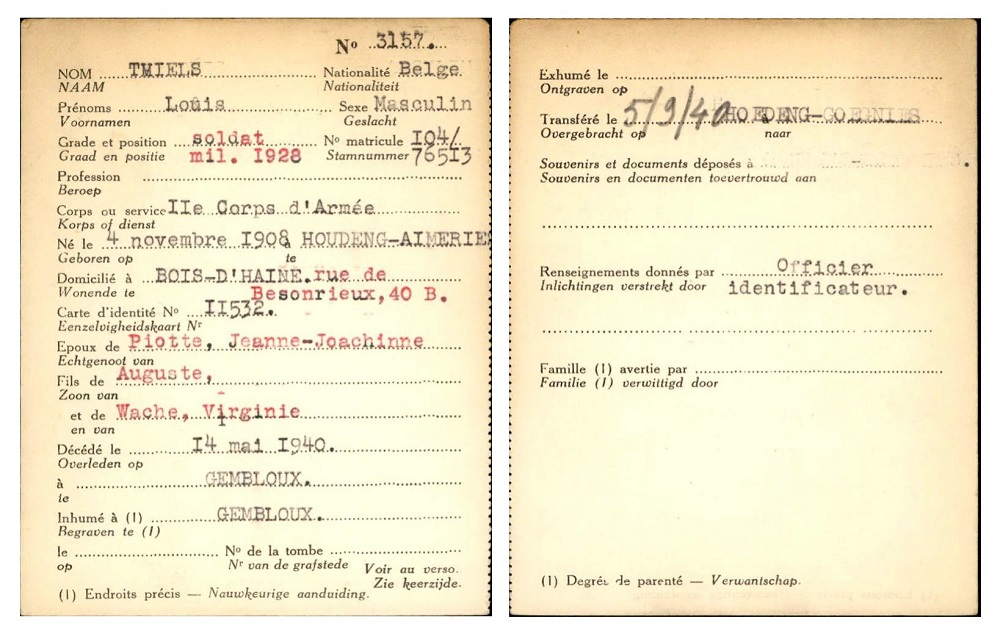 Nº 3157.
NOM THIELS Nationalité Belge.
NAAM Nationaliteit
Prénoms Louis Sexe Masculin
Voornamen Geslacht
Grade et position soldat Nº matricule 104/
Graad en positie mil. 1928 Stamnummer 76513
Profession
Beroep
Corps ou service IIe Corps d'Armée
Korps of dienst
Né le 4 novembre 1908 à HOUDENG-AIMERIES
Geboren op te
Domicilié à BOIS-D'HAINE.rue de
Wonende te Besonrieux,40 B.
Carte d'identité Nº 11532.
Eenzelvigheidskaart Nr
Epoux de Piotte, Jeanne-Joachinne
Echtgenoot van
Fils de Auguste,
Zoon van
et de Wache, Virginie
en van
Décédé le 14 mai 1940.
Overleden op
à GEMBLOUX.
te
Inhumé à (1) GEMBLOUX.
Begraven te (1)
le Nº de la tombe
op Nr van de grafstede Voir au verso.
Zie keerzijde.
(1) Endroits précis — Nauwkeurige aanduiding.
Exhumé le
Ontgraven op
Transféré le 5/9/40 à HOEDENG-GOEGNIES
Overgebracht op naar
Souvenirs et documents déposés à
Souvenirs en documenten toevertrouwd aan
Renseignements donnés par Officier
Inlichtingen verstrekt door identificateur.
Famille (1) avertie par
Familie (1) verwittigd door
(1) Degré de parenté — Verwantschap.